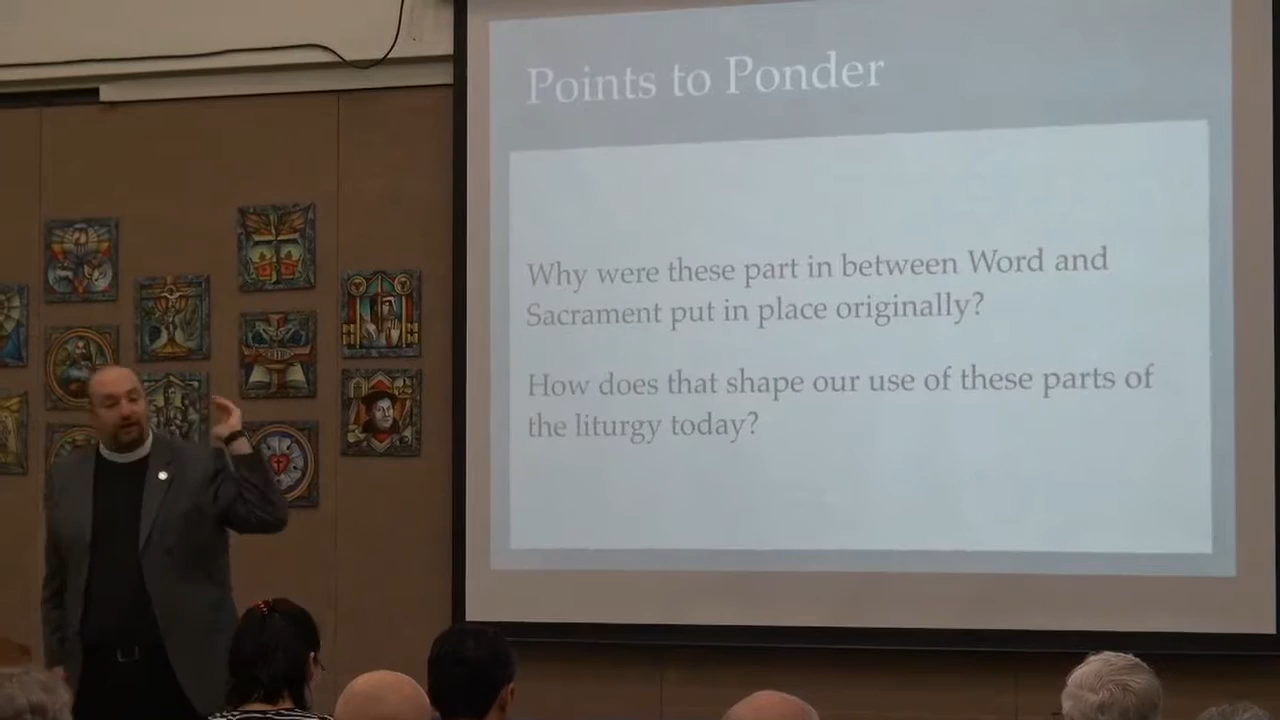 Points to Ponder
Why were these part in between Word and
Sacrament put in place originally?
How does that shape our use of these parts of
the liturgy today?